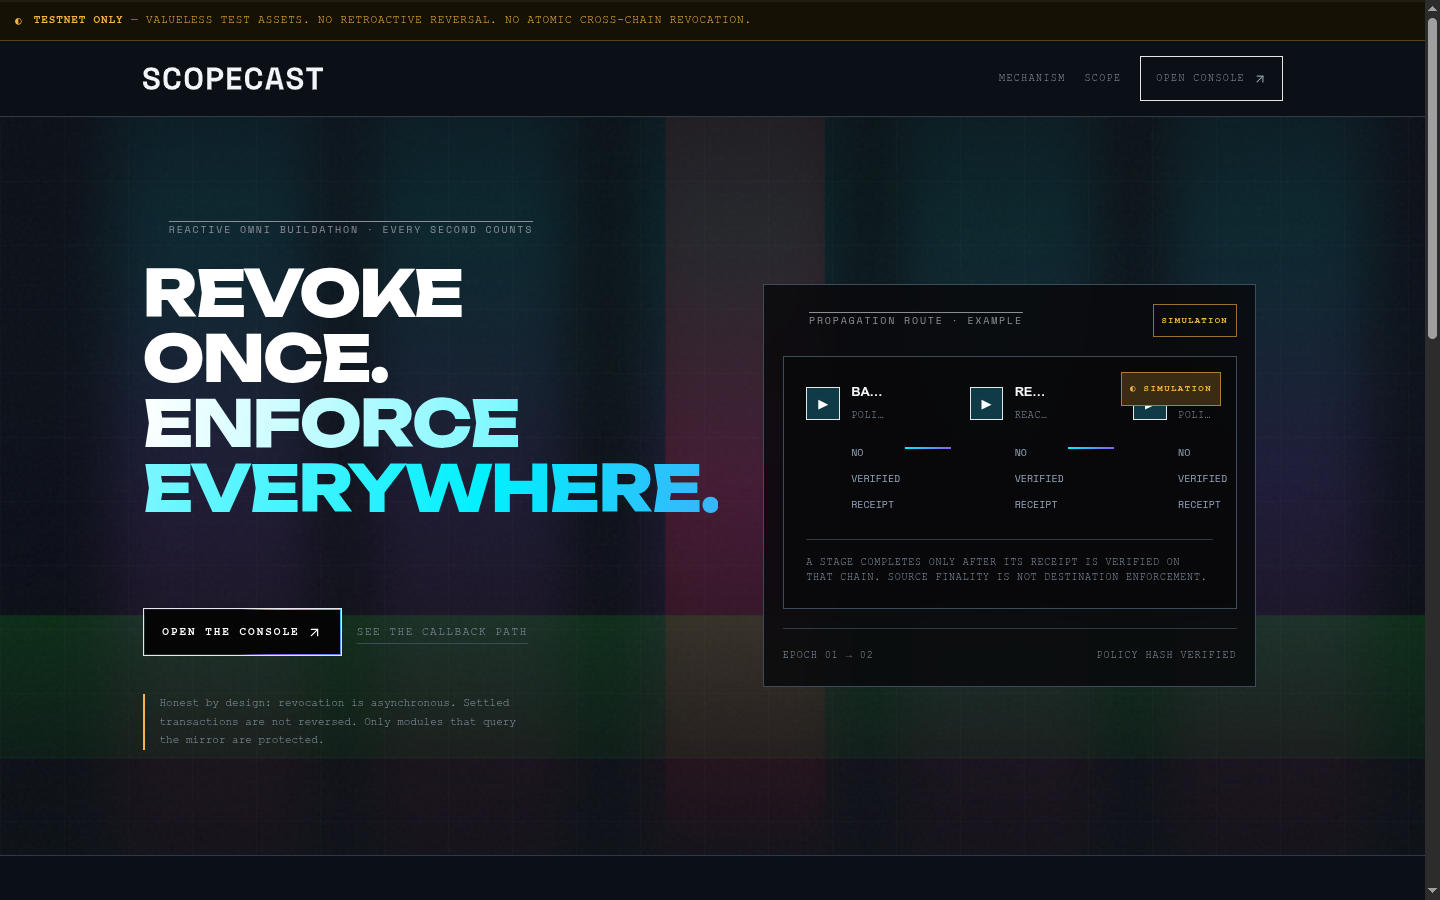 ◐ TESTNET ONLY — VALUELESS TEST ASSETS. NO RETROACTIVE REVERSAL. NO ATOMIC CROSS-CHAIN REVOCATION.
SCOPECAST
MECHANISM
SCOPE
OPEN CONSOLE
REACTIVE OMNI BUILDATHON · EVERY SECOND COUNTS
REVOKE
ONCE.
ENFORCE
EVERYWHERE.
OPEN THE CONSOLE
SEE THE CALLBACK PATH
Honest by design: revocation is asynchronous. Settled
transactions are not reversed. Only modules that query
the mirror are protected.
PROPAGATION ROUTE · EXAMPLE
SIMULATION
◐ SIMULATION
BA…
POLI…
NO
VERIFIED
RECEIPT
RE…
REAC…
NO
VERIFIED
RECEIPT
POLI…
NO
VERIFIED
RECEIPT
A STAGE COMPLETES ONLY AFTER ITS RECEIPT IS VERIFIED ON
THAT CHAIN. SOURCE FINALITY IS NOT DESTINATION ENFORCEMENT.
EPOCH 01 → 02
POLICY HASH VERIFIED